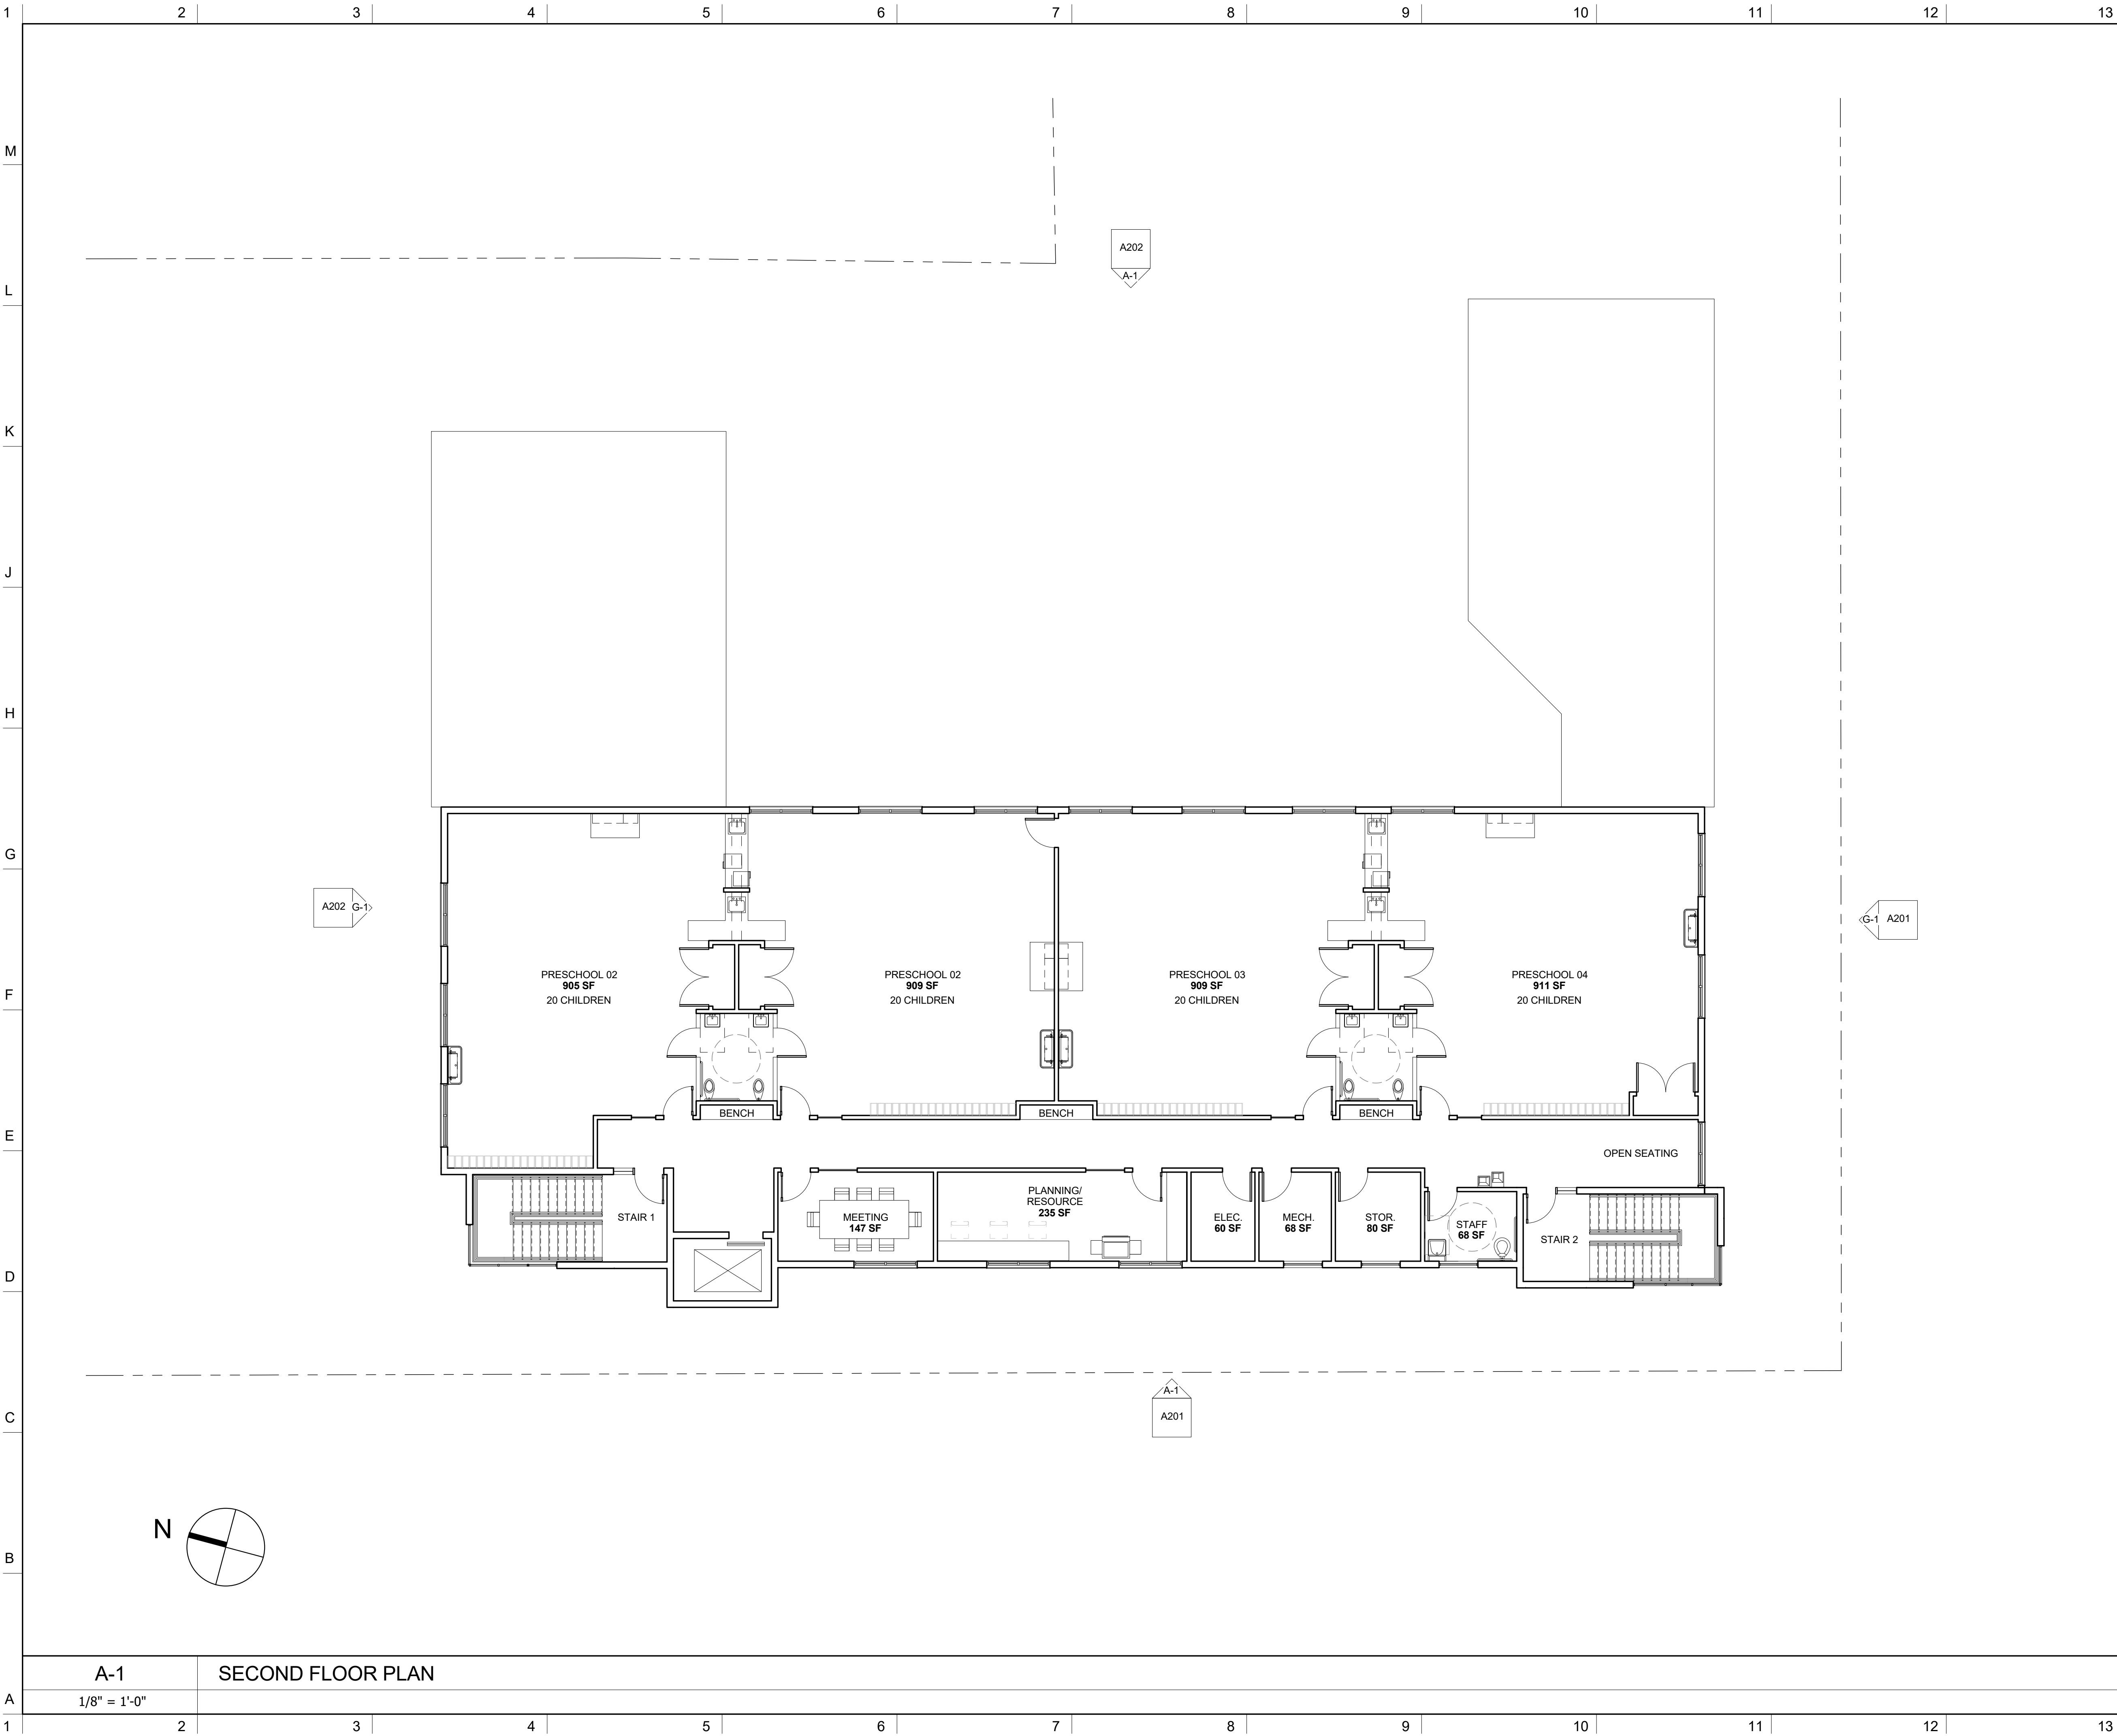 1 2 3 4 5 6 7 8 9 10 11 12 13
M
L
K
J
H
G
F
E
D
C
B
A
A202
A-1
A202 G-1
G-1 A201
PRESCHOOL 02
905 SF
20 CHILDREN
PRESCHOOL 02
909 SF
20 CHILDREN
PRESCHOOL 03
909 SF
20 CHILDREN
PRESCHOOL 04
911 SF
20 CHILDREN
BENCH
BENCH
BENCH
OPEN SEATING
STAIR 1
MEETING
147 SF
PLANNING/
RESOURCE
235 SF
ELEC.
60 SF
MECH.
68 SF
STOR.
80 SF
STAFF
68 SF
STAIR 2
A-1
A201
N
A-1
SECOND FLOOR PLAN
1/8" = 1'-0"
1 2 3 4 5 6 7 8 9 10 11 12 13